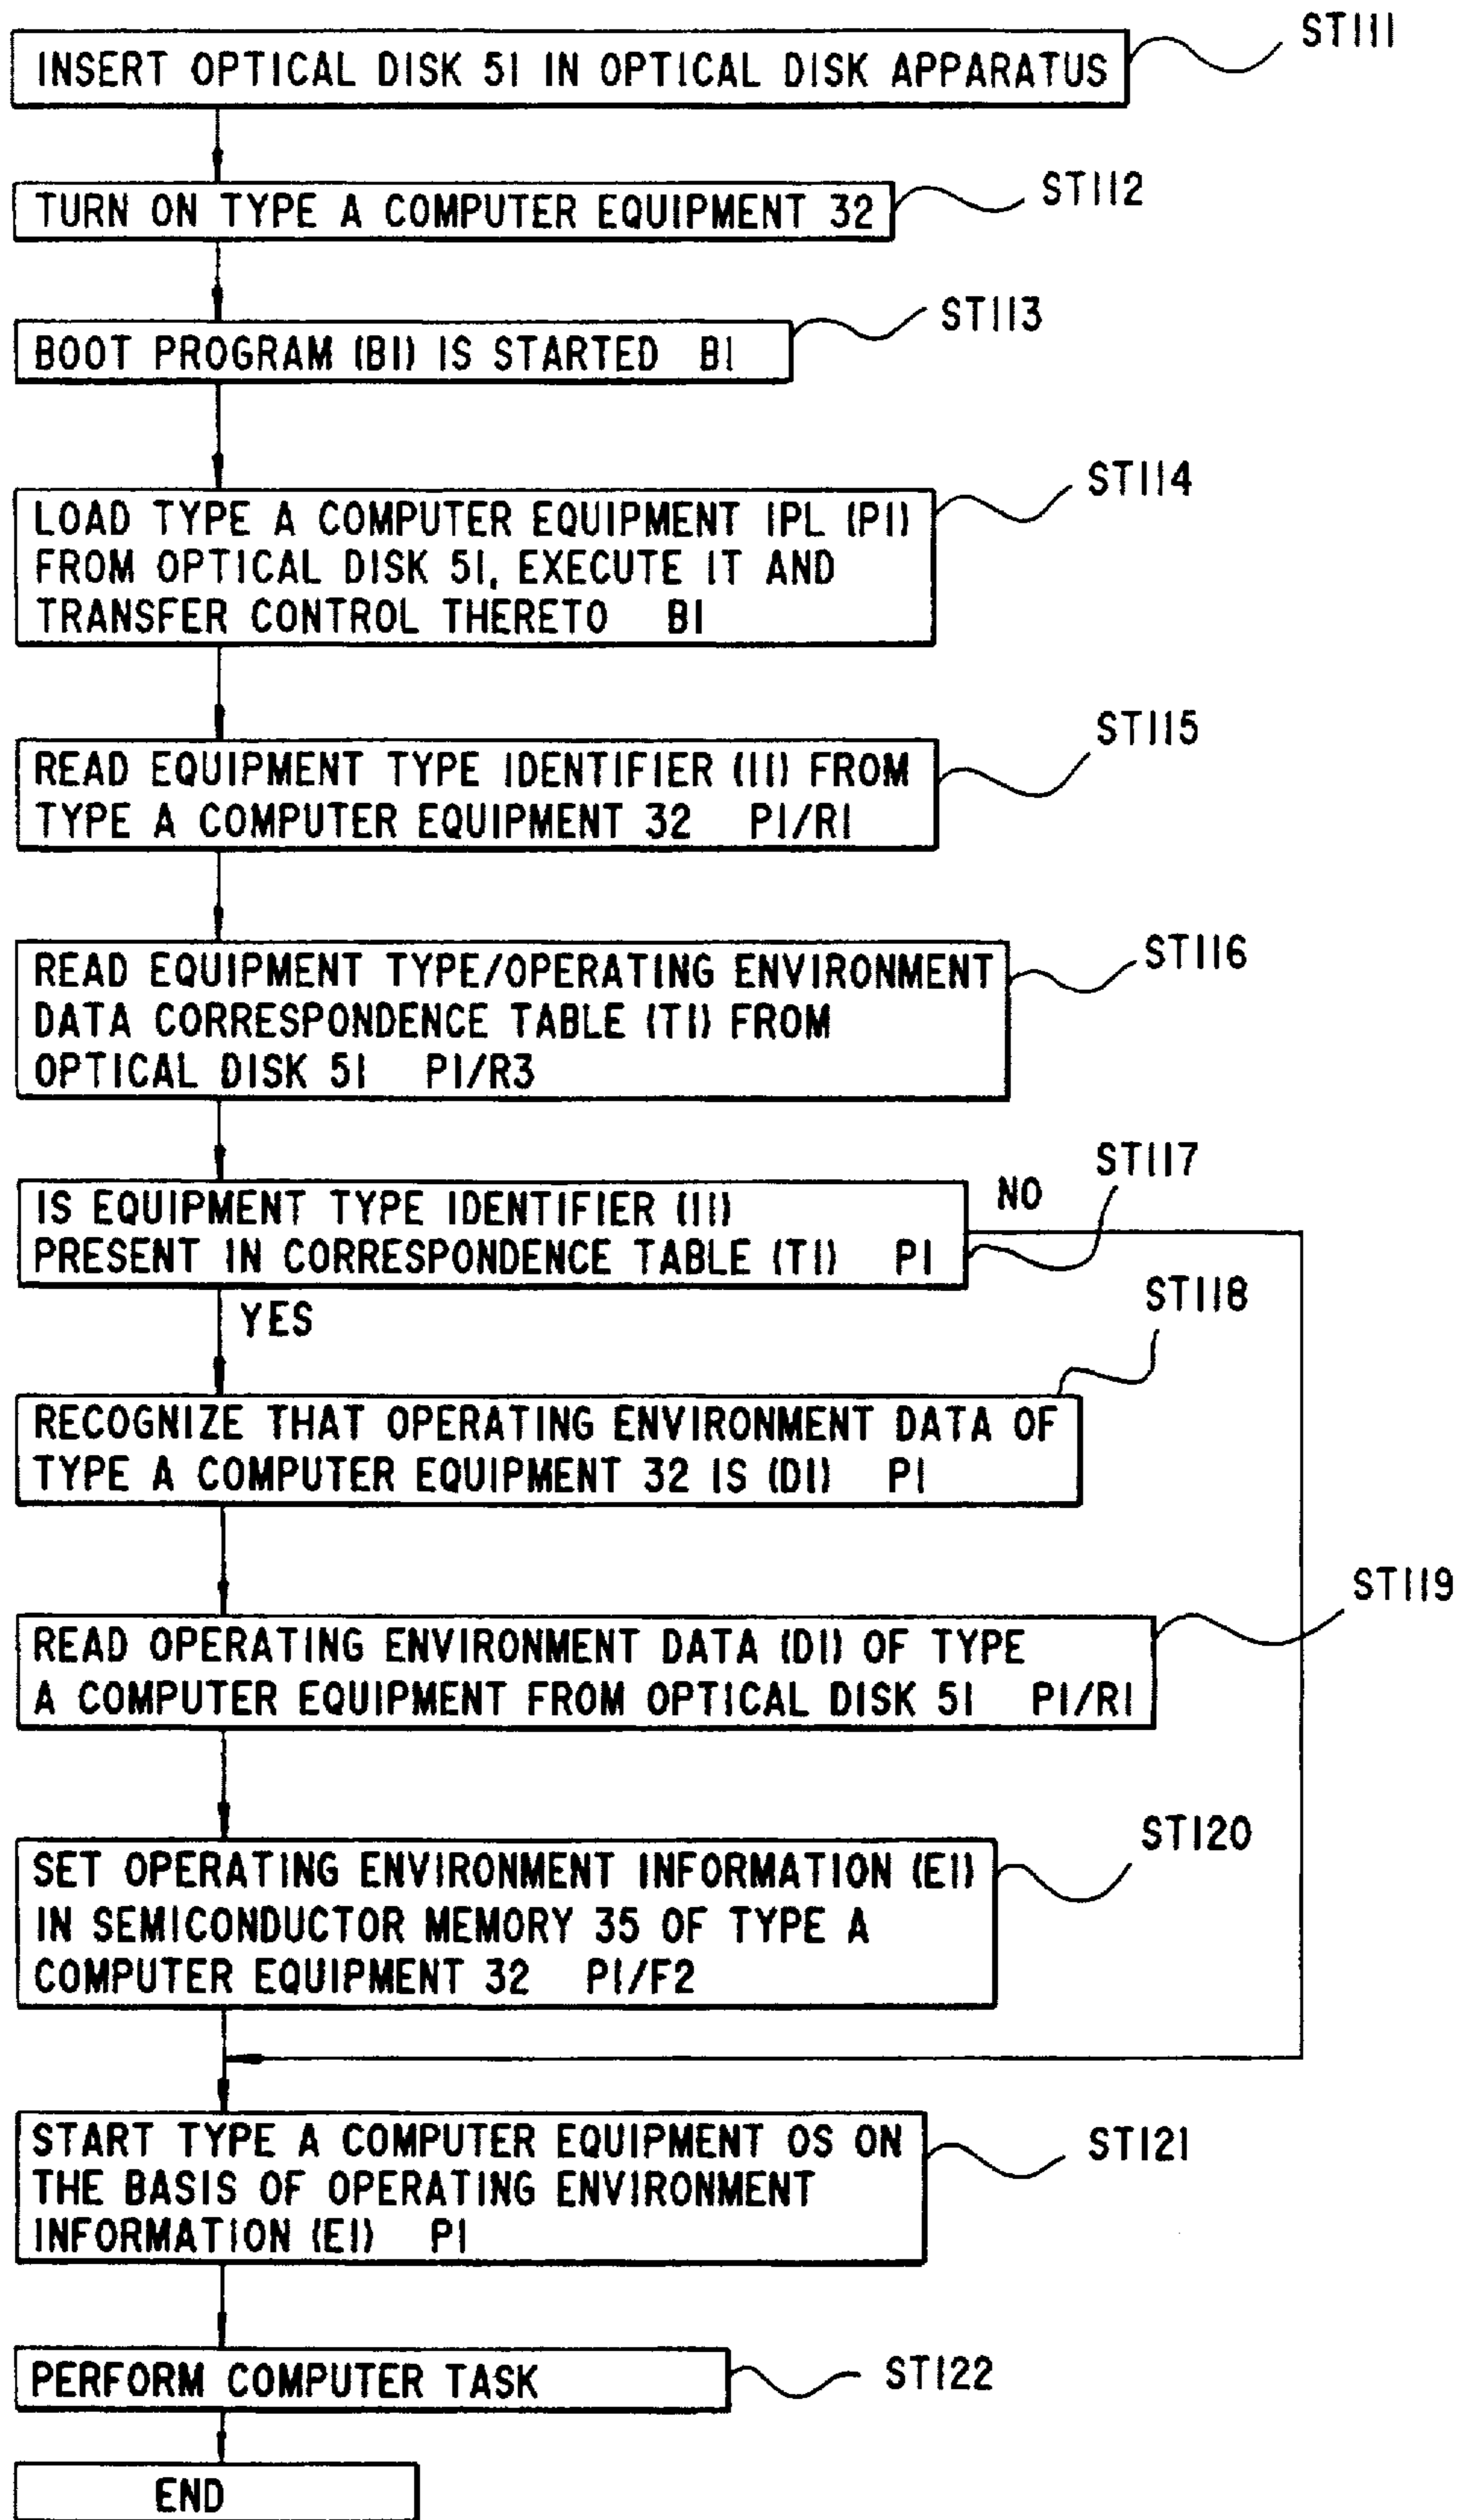 ST111
INSERT OPTICAL DISK 51 IN OPTICAL DISK APPARATUS
ST112
TURN ON TYPE A COMPUTER EQUIPMENT 32
ST113
BOOT PROGRAM (B1) IS STARTED B1
ST114
LOAD TYPE A COMPUTER EQUIPMENT IPL (P1)
FROM OPTICAL DISK 51, EXECUTE IT AND
TRANSFER CONTROL THERETO B1
ST115
READ EQUIPMENT TYPE IDENTIFIER (I1) FROM
TYPE A COMPUTER EQUIPMENT 32 P1/R1
ST116
READ EQUIPMENT TYPE/OPERATING ENVIRONMENT
DATA CORRESPONDENCE TABLE (T1) FROM
OPTICAL DISK 51 P1/R3
ST117
IS EQUIPMENT TYPE IDENTIFIER (I1) NO
PRESENT IN CORRESPONDENCE TABLE (T1) P1
YES
ST118
RECOGNIZE THAT OPERATING ENVIRONMENT DATA OF
TYPE A COMPUTER EQUIPMENT 32 IS (D1) P1
ST119
READ OPERATING ENVIRONMENT DATA (D1) OF TYPE
A COMPUTER EQUIPMENT FROM OPTICAL DISK 51 P1/R1
ST120
SET OPERATING ENVIRONMENT INFORMATION (E1)
IN SEMICONDUCTOR MEMORY 35 OF TYPE A
COMPUTER EQUIPMENT 32 P1/F2
ST121
START TYPE A COMPUTER EQUIPMENT OS ON
THE BASIS OF OPERATING ENVIRONMENT
INFORMATION (E1) P1
ST122
PERFORM COMPUTER TASK
END